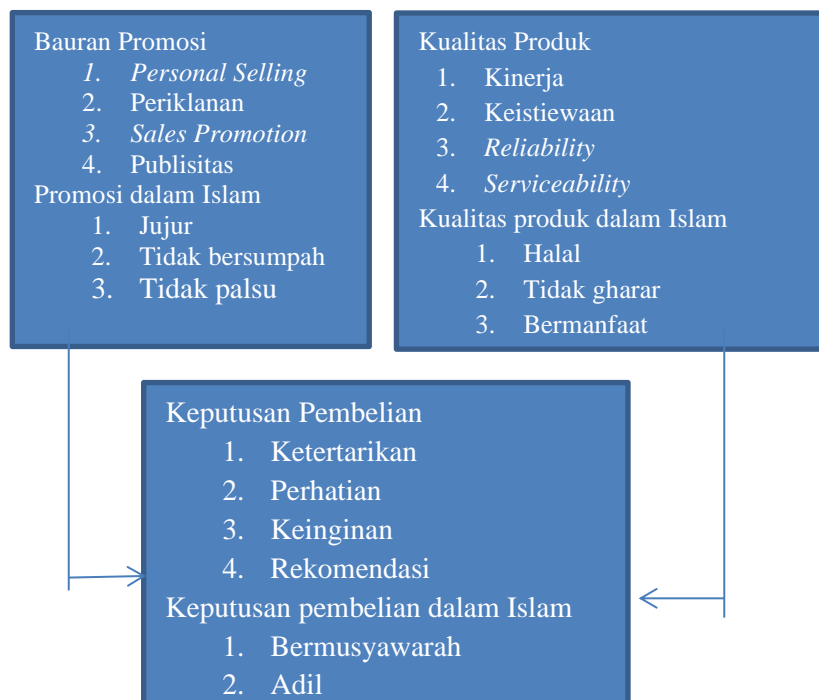 Bauran Promosi
1. Personal Selling
2. Periklanan
3. Sales Promotion
4. Publisitas
Promosi dalam Islam
1. Jujur
2. Tidak bersumpah
3. Tidak palsu
Kualitas Produk
1. Kinerja
2. Keistiewaan
3. Reliability
4. Serviceability
Kualitas produk dalam Islam
1. Halal
2. Tidak gharar
3. Bermanfaat
Keputusan Pembelian
1. Ketertarikan
2. Perhatian
3. Keinginan
4. Rekomendasi
Keputusan pembelian dalam Islam
1. Bermusyawarah
2. Adil